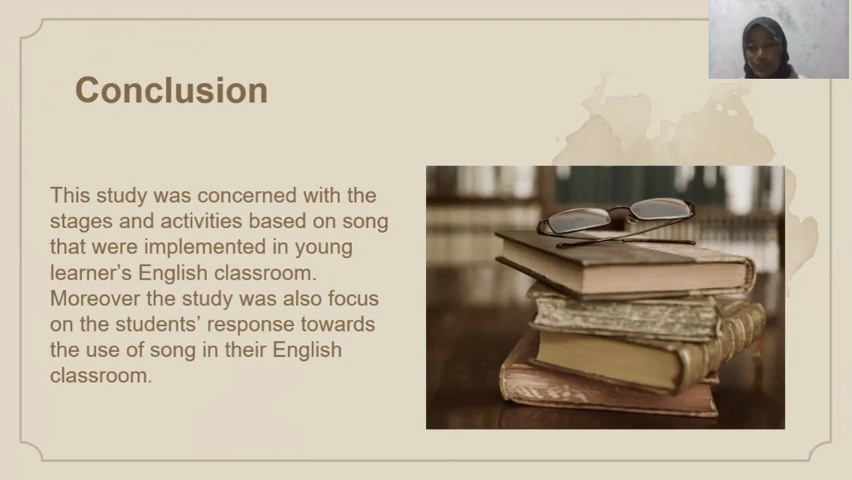 Conclusion
This study was concerned with the
stages and activities based on song
that were implemented in young
learner’s English classroom.
Moreover the study was also focus
on the students’ response towards
the use of song in their English
classroom.